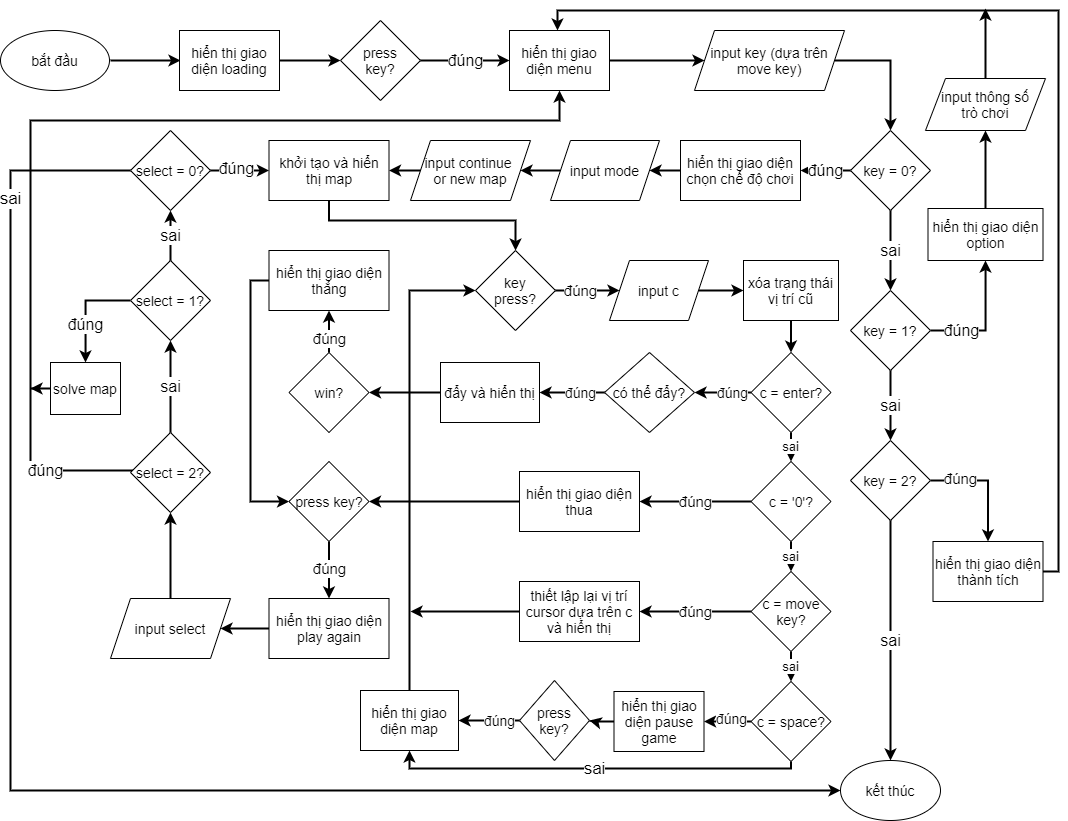 bắt đầu
hiển thị giao
diện loading
press
key?
đúng
hiển thị giao
diện menu
input key (dựa trên
move key)
input thông số
trò chơi
select = 0?
đúng
khởi tạo và hiển
thị map
input continue
or new map
input mode
hiển thị giao diện
chọn chế độ chơi
đúng
key = 0?
sai
sai
sai
hiển thị giao diện
option
select = 1?
đúng
hiển thị giao diện
thắng
key
press?
đúng
input c
xóa trạng thái
vị trí cũ
key = 1?
đúng
đúng
solve map
sai
win?
đẩy và hiển thị
đúng
có thể đẩy?
đúng
c = enter?
sai
sai
select = 2?
đúng
press key?
hiển thị giao diện
thua
đúng
c = '0'?
key = 2?
đúng
sai
đúng
hiển thị giao diện
thành tích
input select
hiển thị giao diện
play again
thiết lập lại vị trí
cursor dựa trên c
và hiển thị
đúng
c = move
key?
sai
sai
hiển thị giao
diện map
đúng
press
key?
hiển thị giao
diện pause
game
đúng
c = space?
sai
kết thúc